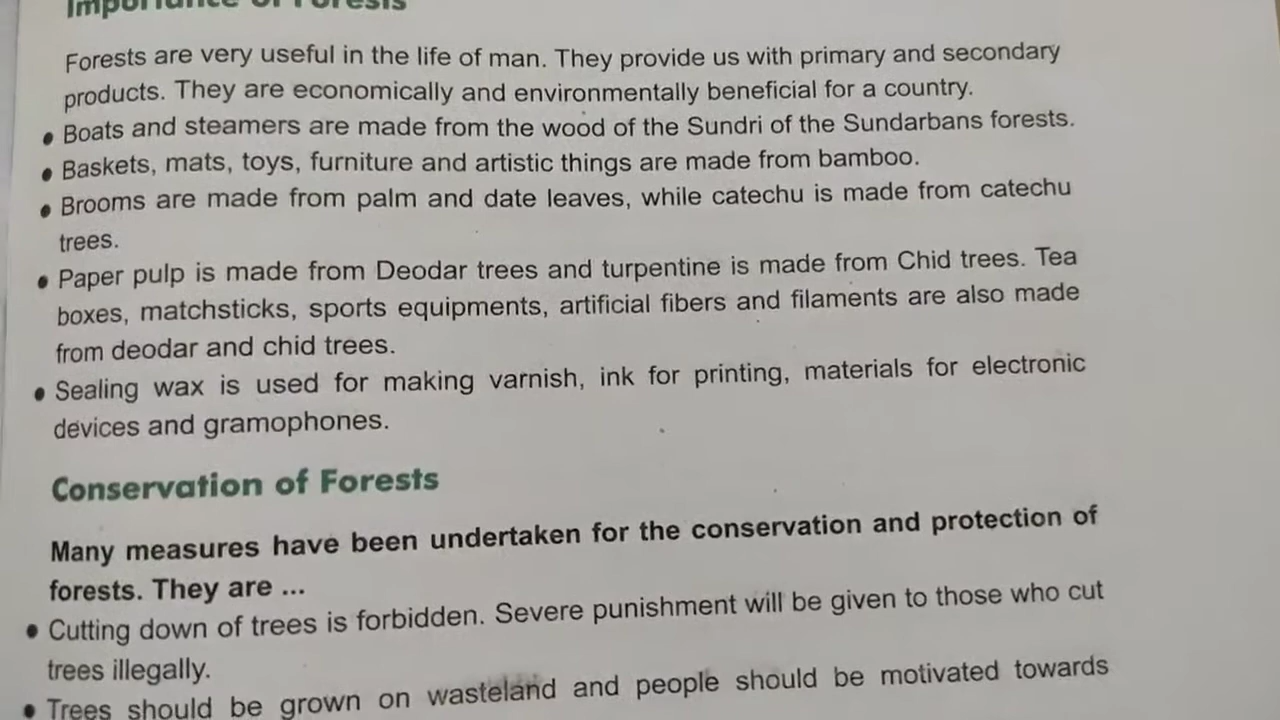 Importance of Forests
Forests are very useful in the life of man. They provide us with primary and secondary
products. They are economically and environmentally beneficial for a country.
• Boats and steamers are made from the wood of the Sundri of the Sundarbans forests.
• Baskets, mats, toys, furniture and artistic things are made from bamboo.
• Brooms are made from palm and date leaves, while catechu is made from catechu
trees.
• Paper pulp is made from Deodar trees and turpentine is made from Chid trees. Tea
boxes, matchsticks, sports equipments, artificial fibers and filaments are also made
from deodar and chid trees.
• Sealing wax is used for making varnish, ink for printing, materials for electronic
devices and gramophones.
Conservation of Forests
Many measures have been undertaken for the conservation and protection of
forests. They are ...
• Cutting down of trees is forbidden. Severe punishment will be given to those who cut
trees illegally.
• Trees should be grown on wasteland and people should be motivated towards